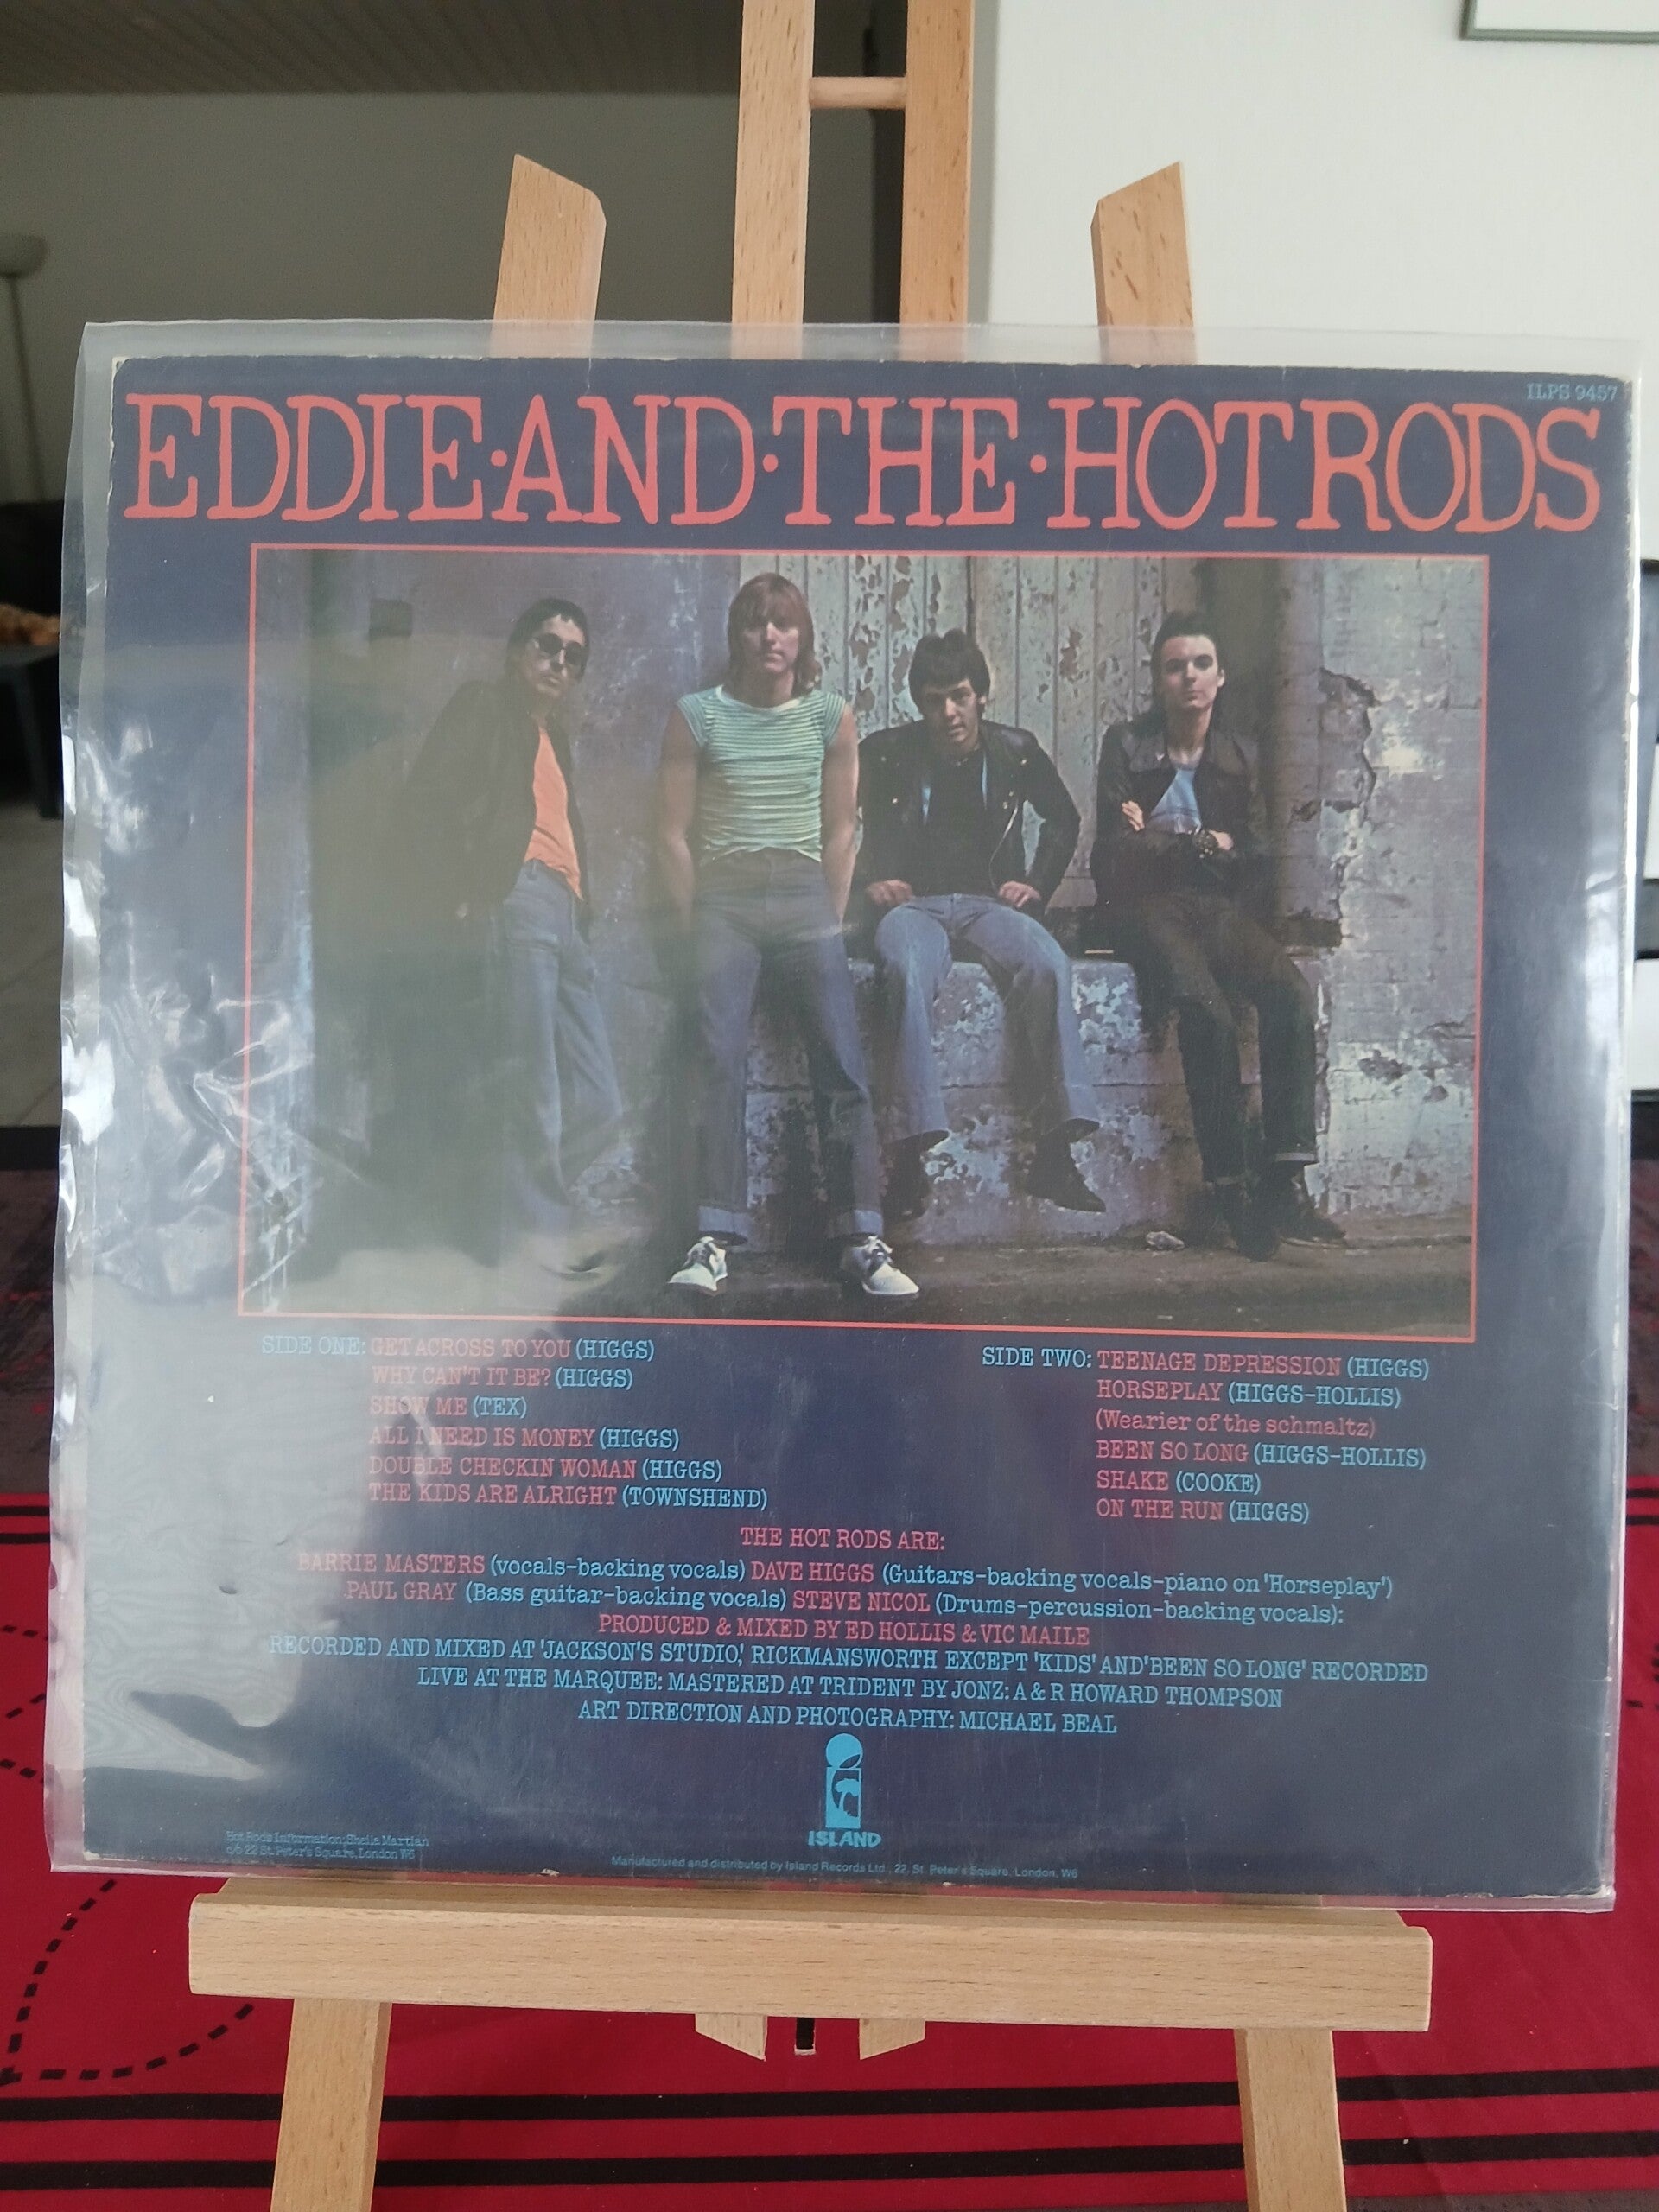 ILPS 9457
EDDIE·AND·THE·HOT RODS
SIDE ONE: GET ACROSS TO YOU (HIGGS)
WHY CAN'T IT BE? (HIGGS)
SHOW ME (TEX)
ALL I NEED IS MONEY (HIGGS)
DOUBLE CHECKIN WOMAN (HIGGS)
THE KIDS ARE ALRIGHT (TOWNSHEND)
SIDE TWO: TEENAGE DEPRESSION (HIGGS)
HORSEPLAY (HIGGS-HOLLIS)
(Wearier of the schmaltz)
BEEN SO LONG (HIGGS-HOLLIS)
SHAKE (COOKE)
ON THE RUN (HIGGS)
THE HOT RODS ARE:
BARRIE MASTERS (vocals-backing vocals) DAVE HIGGS (Guitars-backing vocals-piano on 'Horseplay')
PAUL GRAY (Bass guitar-backing vocals) STEVE NICOL (Drums-percussion-backing vocals):
PRODUCED & MIXED BY ED HOLLIS & VIC MAILE
RECORDED AND MIXED AT 'JACKSON'S STUDIO', RICKMANSWORTH EXCEPT 'KIDS' AND 'BEEN SO LONG' RECORDED
LIVE AT THE MARQUEE: MASTERED AT TRIDENT BY JONZ: A & R HOWARD THOMPSON
ART DIRECTION AND PHOTOGRAPHY: MICHAEL BEAL
ISLAND
Hot Rods Information: Sheila Martian
c/o 22 St. Peter's Square, London W6
Manufactured and distributed by Island Records Ltd., 22, St. Peter's Square, London, W6